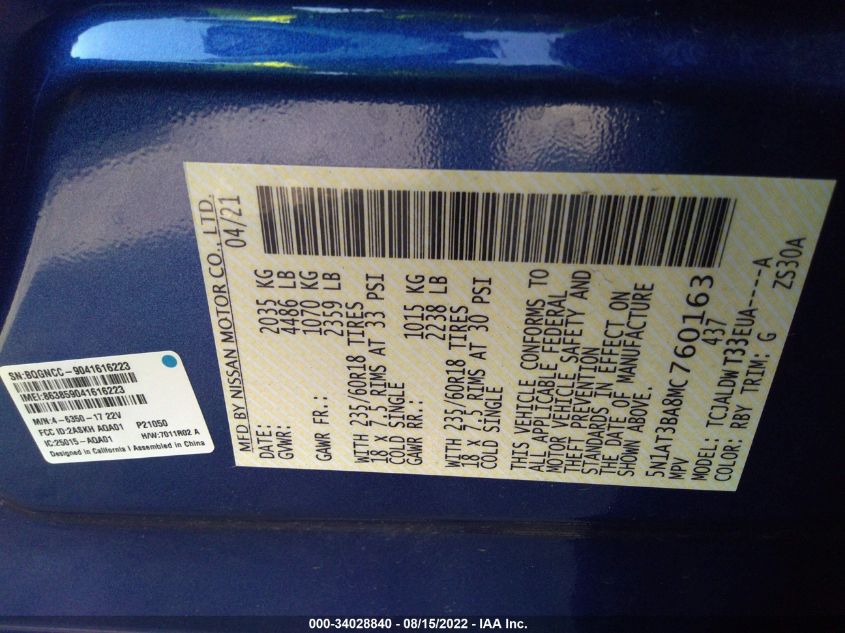 MFD BY NISSAN MOTOR CO., LTD.
DATE: 04/21
GVWR: 2035 KG
4486 LB
GAWR FR.: 1070 KG
2359 LB
WITH 235/60R18 TIRES
18 X 7.5 RIMS AT 33 PSI
COLD SINGLE
GAWR RR.: 1015 KG
2238 LB
WITH 235/60R18 TIRES
18 X 7.5 RIMS AT 30 PSI
COLD SINGLE
THIS VEHICLE CONFORMS TO
ALL APPLICABLE FEDERAL
MOTOR VEHICLE SAFETY AND
THEFT PREVENTION
STANDARDS IN EFFECT ON
THE DATE OF MANUFACTURE
SHOWN ABOVE.
5N1AT3BA8MC760163
MPV 437
MODEL: TCJALDWT33EUA-----A
COLOR: RBY TRIM: G ZS30A
SN:BQGNCC-9041616223
IMEI:863859041616223
M/N:4-6350-17 22V P21050
FCC ID:2ASKH AQA01 H/W:7011R02 A
IC:25015-AQA01
Designed in California I Assembled in China
000-34028840 - 08/15/2022 - IAA Inc.